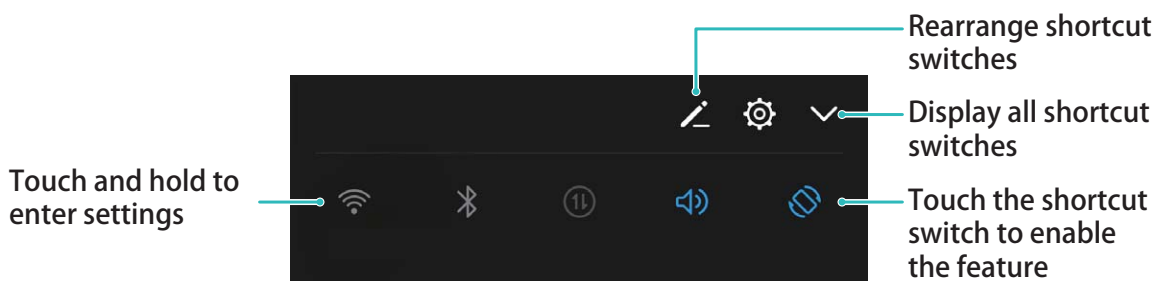 Rearrange shortcut
switches
Display all shortcut
switches
Touch and hold to
enter settings
Touch the shortcut
switch to enable
the feature